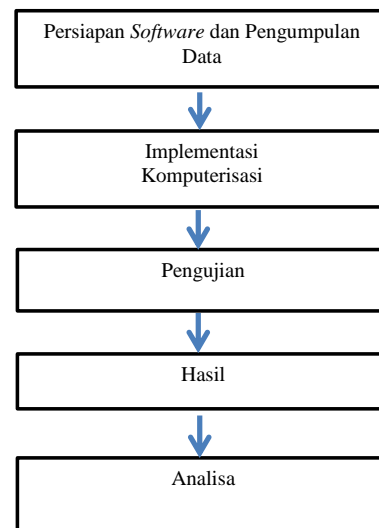 Persiapan Software dan Pengumpulan
Data
Implementasi
Komputerisasi
Pengujian
Hasil
Analisa